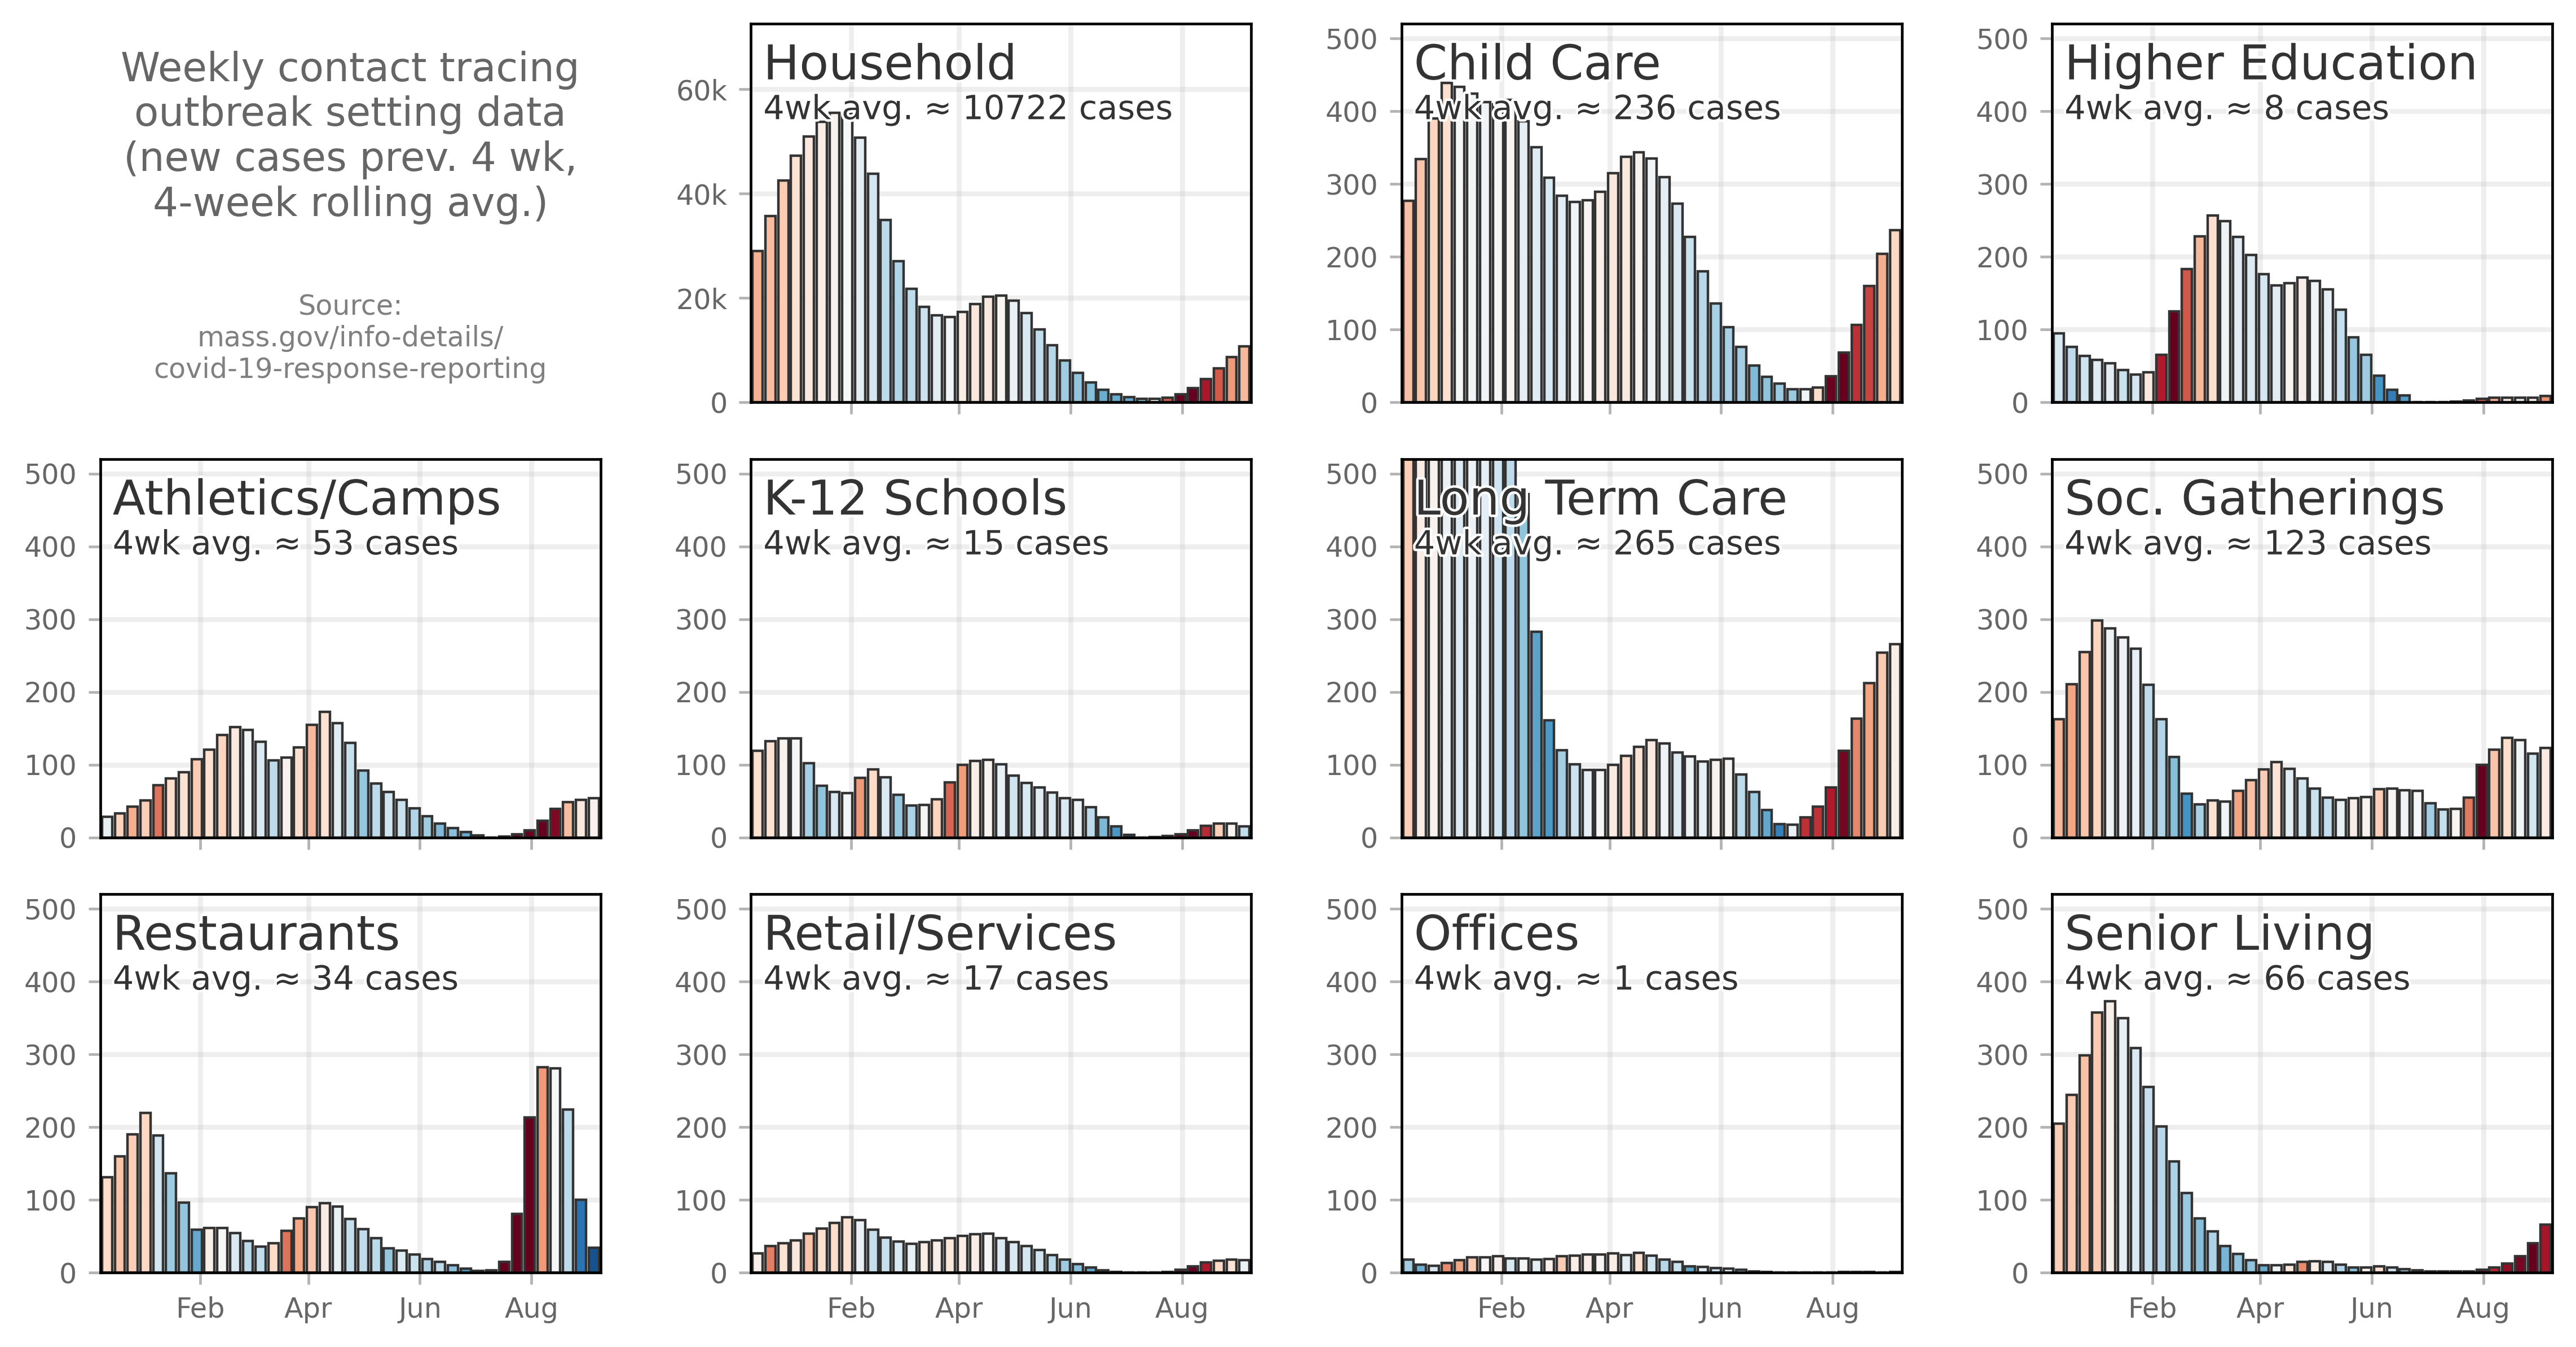 Weekly contact tracing
outbreak setting data
(new cases prev. 4 wk,
4-week rolling avg.)
Source:
mass.gov/info-details/
covid-19-response-reporting
Household
4wk avg. ≈ 10722 cases
60k
40k
20k
0
Child Care
4wk avg. ≈ 236 cases
500
400
300
200
100
0
Higher Education
4wk avg. ≈ 8 cases
500
400
300
200
100
0
Athletics/Camps
4wk avg. ≈ 53 cases
500
400
300
200
100
0
K-12 Schools
4wk avg. ≈ 15 cases
500
400
300
200
100
0
Long Term Care
4wk avg. ≈ 265 cases
500
400
300
200
100
0
Soc. Gatherings
4wk avg. ≈ 123 cases
500
400
300
200
100
0
Restaurants
4wk avg. ≈ 34 cases
500
400
300
200
100
0
Feb Apr Jun Aug
Retail/Services
4wk avg. ≈ 17 cases
500
400
300
200
100
0
Feb Apr Jun Aug
Offices
4wk avg. ≈ 1 cases
500
400
300
200
100
0
Feb Apr Jun Aug
Senior Living
4wk avg. ≈ 66 cases
500
400
300
200
100
0
Feb Apr Jun Aug